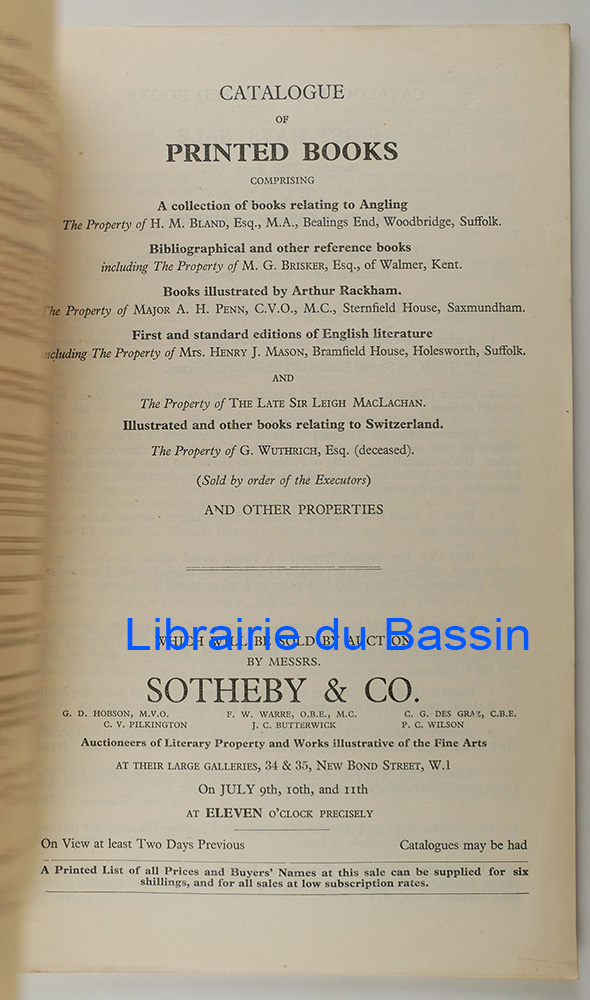 CATALOGUE
OF
PRINTED BOOKS
COMPRISING
A collection of books relating to Angling
The Property of H. M. BLAND, Esq., M.A., Bealings End, Woodbridge, Suffolk.
Bibliographical and other reference books
including The Property of M. G. BRISKER, Esq., of Walmer, Kent.
Books illustrated by Arthur Rackham.
The Property of MAJOR A. H. PENN, C.V.O., M.C., Sternfield House, Saxmundham.
First and standard editions of English literature
including The Property of MRS. HENRY J. MASON, Bramfield House, Holesworth, Suffolk.
AND
The Property of THE LATE SIR LEIGH MACLACHAN.
Illustrated and other books relating to Switzerland.
The Property of G. WUTHRICH, Esq. (deceased).
(Sold by order of the Executors)
AND OTHER PROPERTIES
WHICH WILL BE SOLD BY AUCTION
Librairie du Bassin
BY MESSRS.
SOTHEBY & CO.
G. D. HOBSON, M.V.O. F. W. WARRE, O.B.E., M.C. C. G. DES GRAZ, C.B.E.
C. V. PILKINGTON J. C. BUTTERWICK P. C. WILSON
Auctioneers of Literary Property and Works illustrative of the Fine Arts
AT THEIR LARGE GALLERIES, 34 & 35, NEW BOND STREET, W.1
On JULY 9th, 10th, and 11th
AT ELEVEN O'CLOCK PRECISELY
On View at least Two Days Previous Catalogues may be had
A Printed List of all Prices and Buyers' Names at this sale can be supplied for six
shillings, and for all sales at low subscription rates.